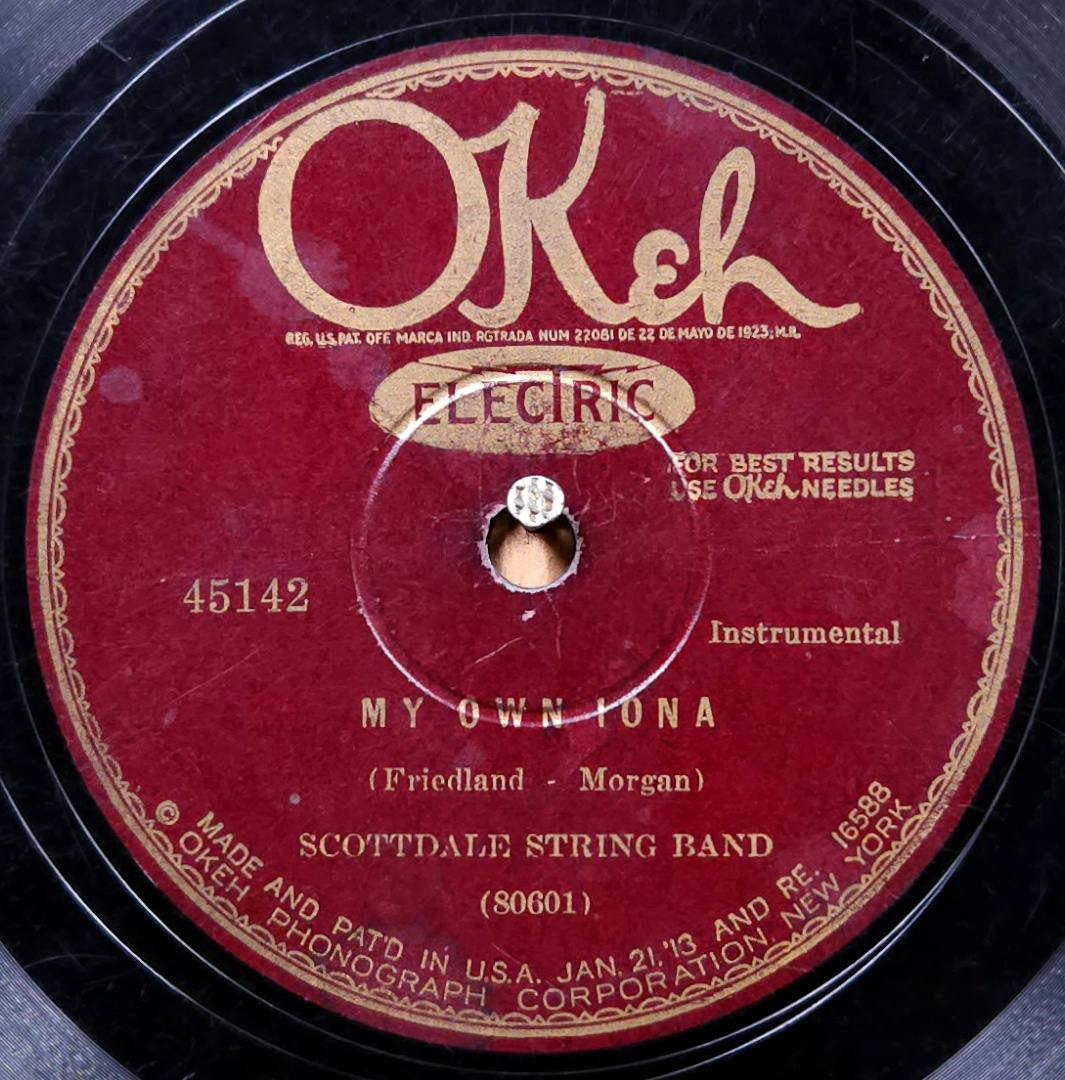 OKeh
REG. U.S. PAT. OFF. MARCA IND. RGTRADA NUM 22081 DE 22 DE MAYO DE 1923; M.R.
ELECTRIC
FOR BEST RESULTS
USE OKeh NEEDLES
45142
Instrumental
MY OWN IONA
(Friedland - Morgan)
SCOTTDALE STRING BAND
(80601)
MADE AND PAT'D IN U.S.A. JAN. 21, '13 AND RE. 16588
© OKEH PHONOGRAPH CORPORATION, NEW YORK